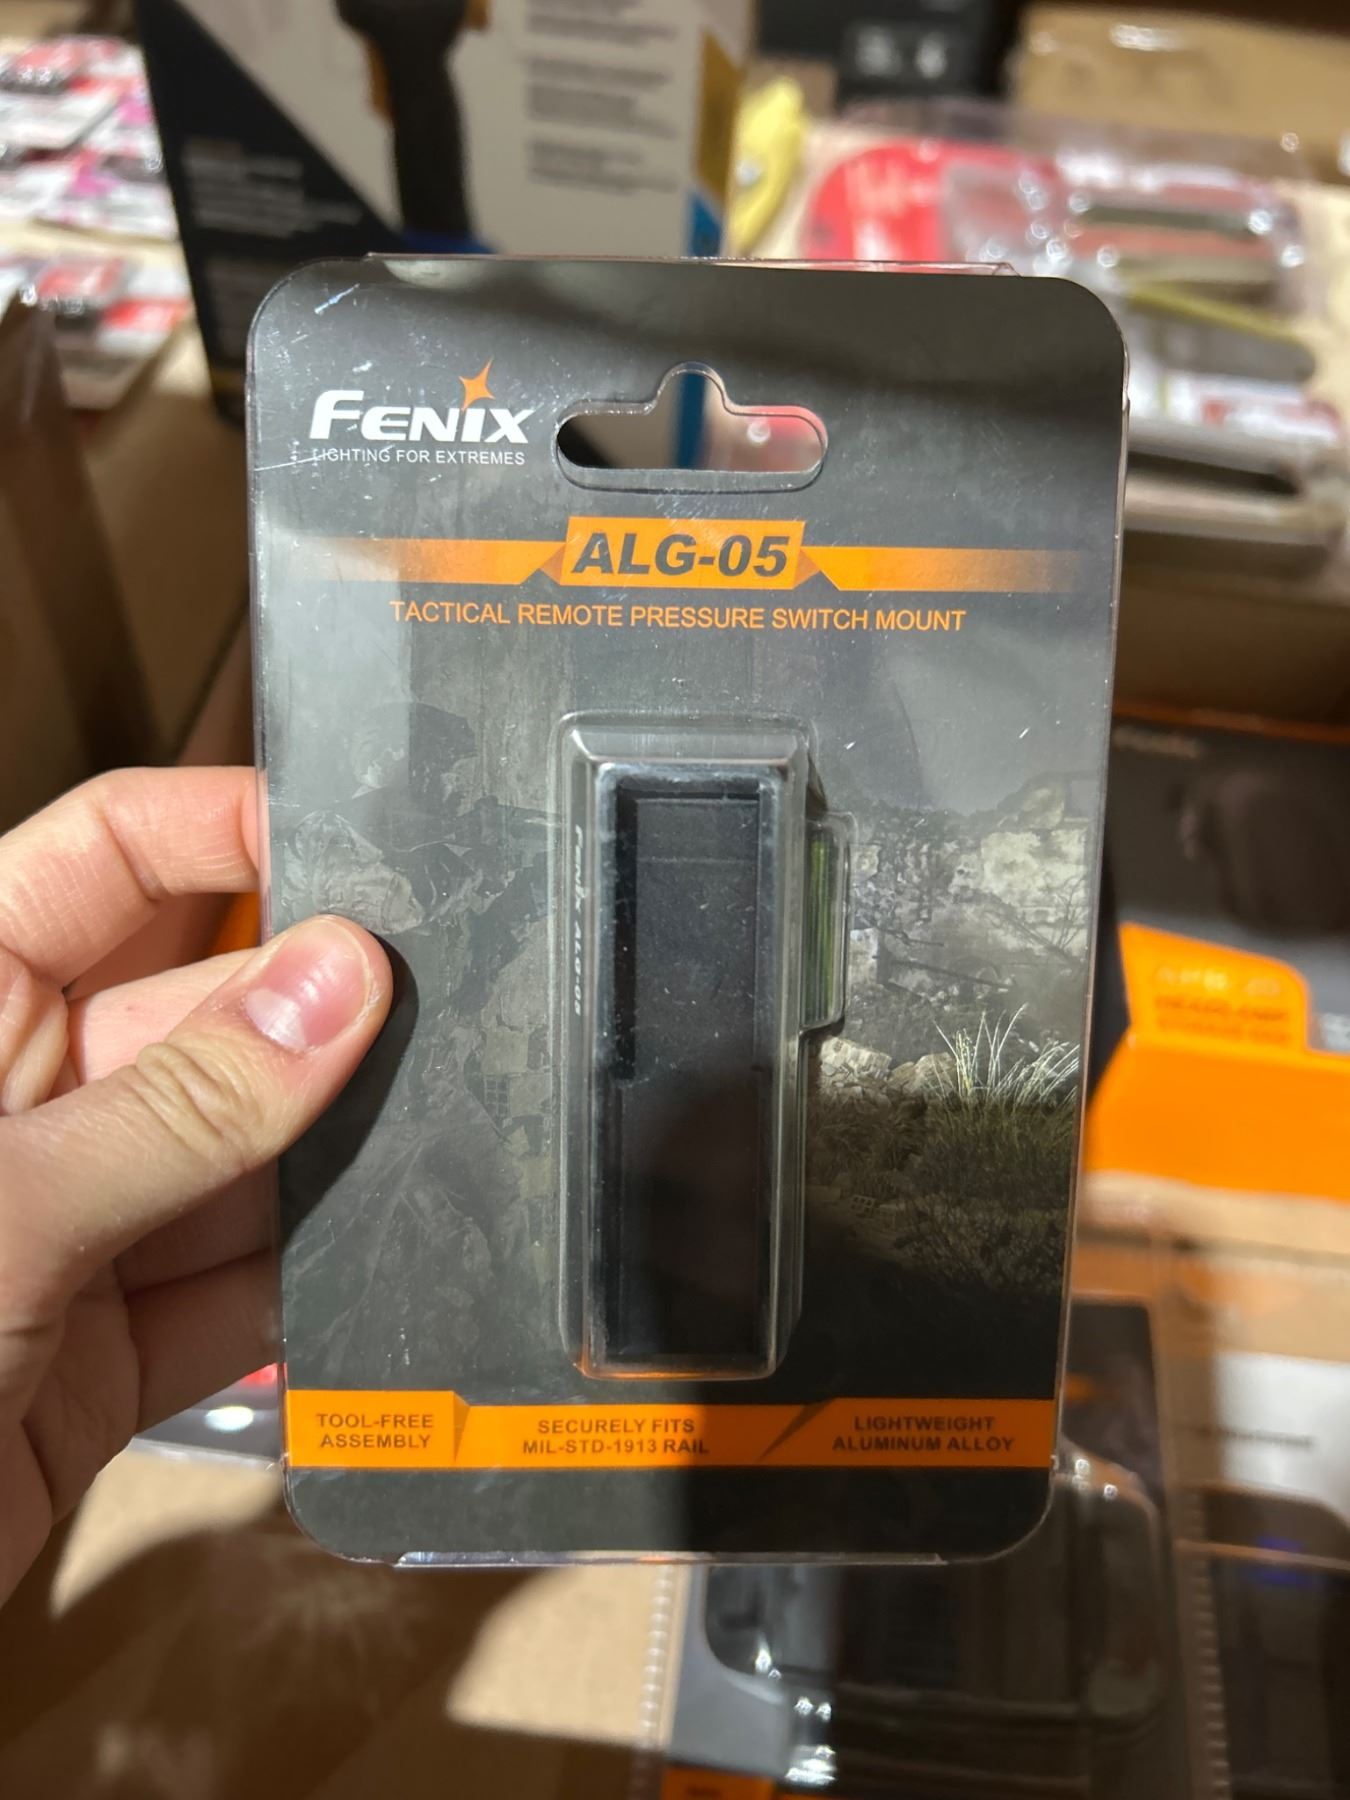 FENIX
LIGHTING FOR EXTREMES
ALG-05
TACTICAL REMOTE PRESSURE SWITCH MOUNT
Fenix ALG-05
TOOL-FREE
ASSEMBLY
SECURELY FITS
MIL-STD-1913 RAIL
LIGHTWEIGHT
ALUMINUM ALLOY